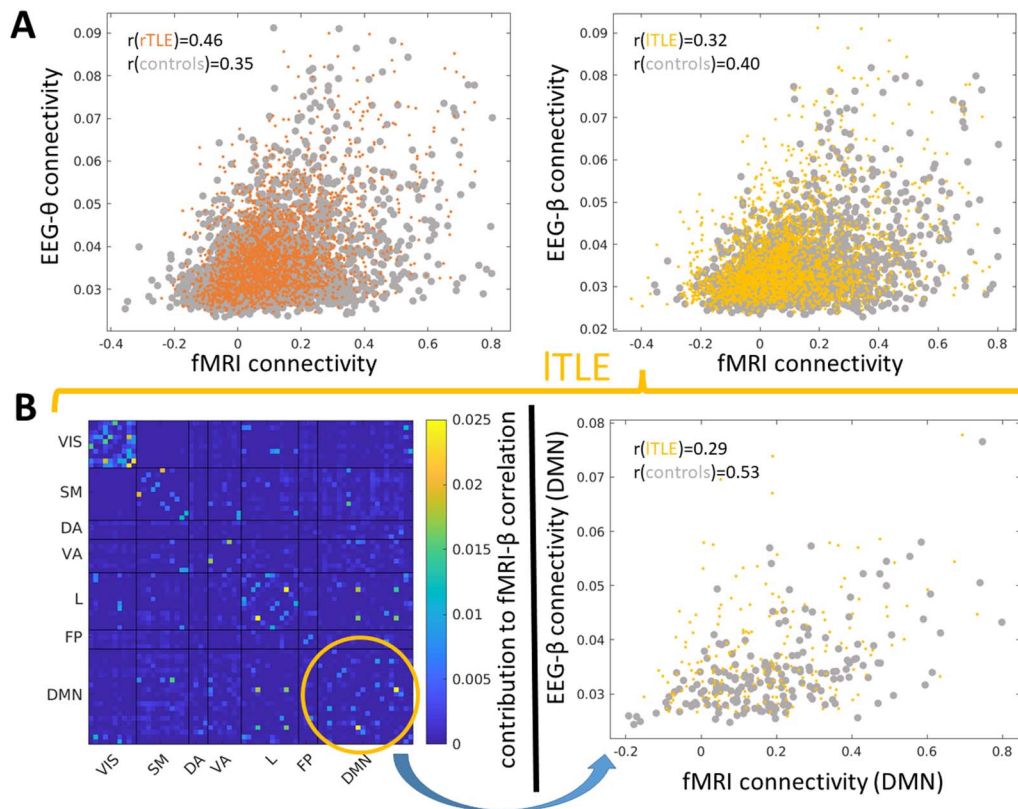 A
r(rTLE)=0.46
r(controls)=0.35
EEG-θ connectivity
0.09
0.08
0.07
0.06
0.05
0.04
0.03
-0.4 -0.2 0 0.2 0.4 0.6 0.8
fMRI connectivity
r(lTLE)=0.32
r(controls)=0.40
EEG-β connectivity
0.09
0.08
0.07
0.06
0.05
0.04
0.03
0.02
-0.4 -0.2 0 0.2 0.4 0.6 0.8
fMRI connectivity
lTLE
B
VIS
SM
DA
VA
L
FP
DMN
VIS SM DA VA L FP DMN
0.025
0.02
0.015
0.01
0.005
0
contribution to fMRI-β correlation
r(lTLE)=0.29
r(controls)=0.53
EEG-β connectivity (DMN)
0.08
0.07
0.06
0.05
0.04
0.03
-0.2 0 0.2 0.4 0.6 0.8
fMRI connectivity (DMN)